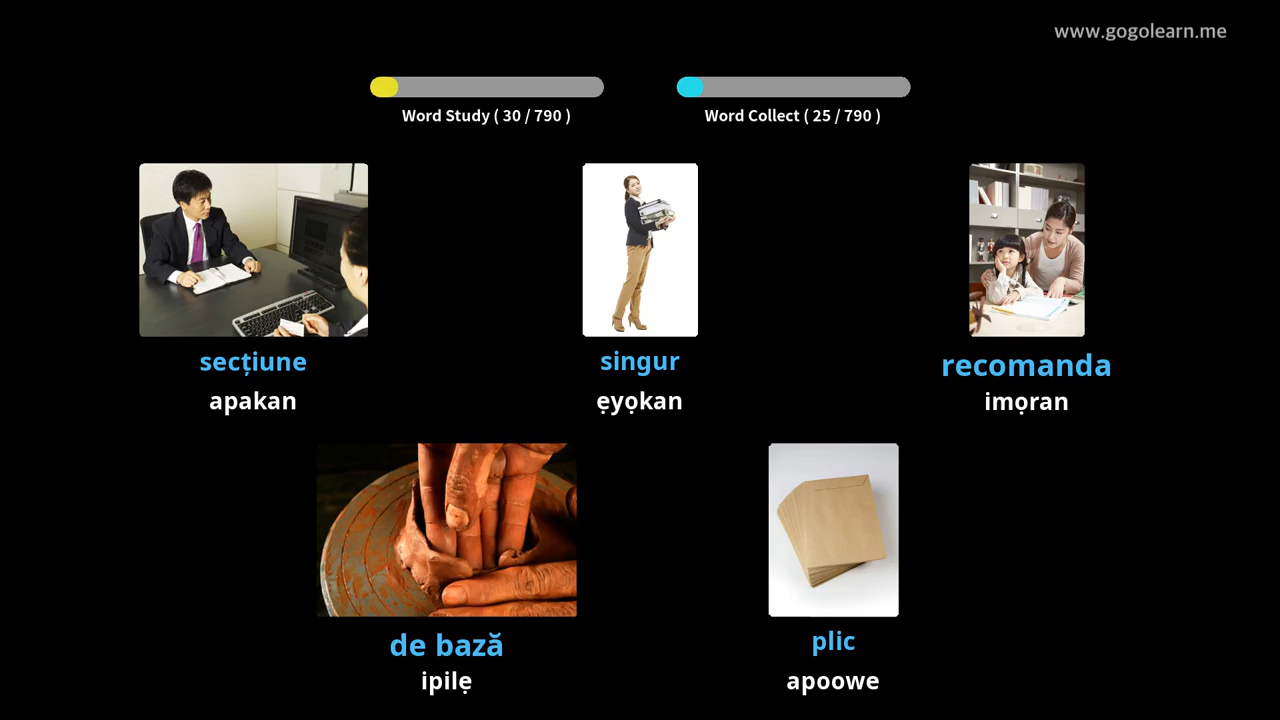 www.gogolearn.me
Word Study ( 30 / 790 )
Word Collect ( 25 / 790 )
secțiune
apakan
singur
ẹyọkan
recomanda
imọran
de bază
ipilẹ
plic
apoowe